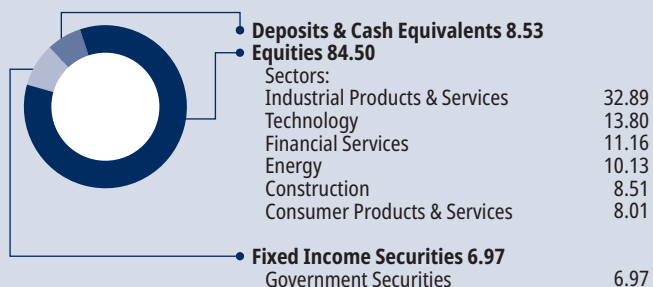 Deposits & Cash Equivalents 8.53
Equities 84.50
Sectors:
Industrial Products & Services 32.89
Technology 13.80
Financial Services 11.16
Energy 10.13
Construction 8.51
Consumer Products & Services 8.01
Fixed Income Securities 6.97
Government Securities 6.97